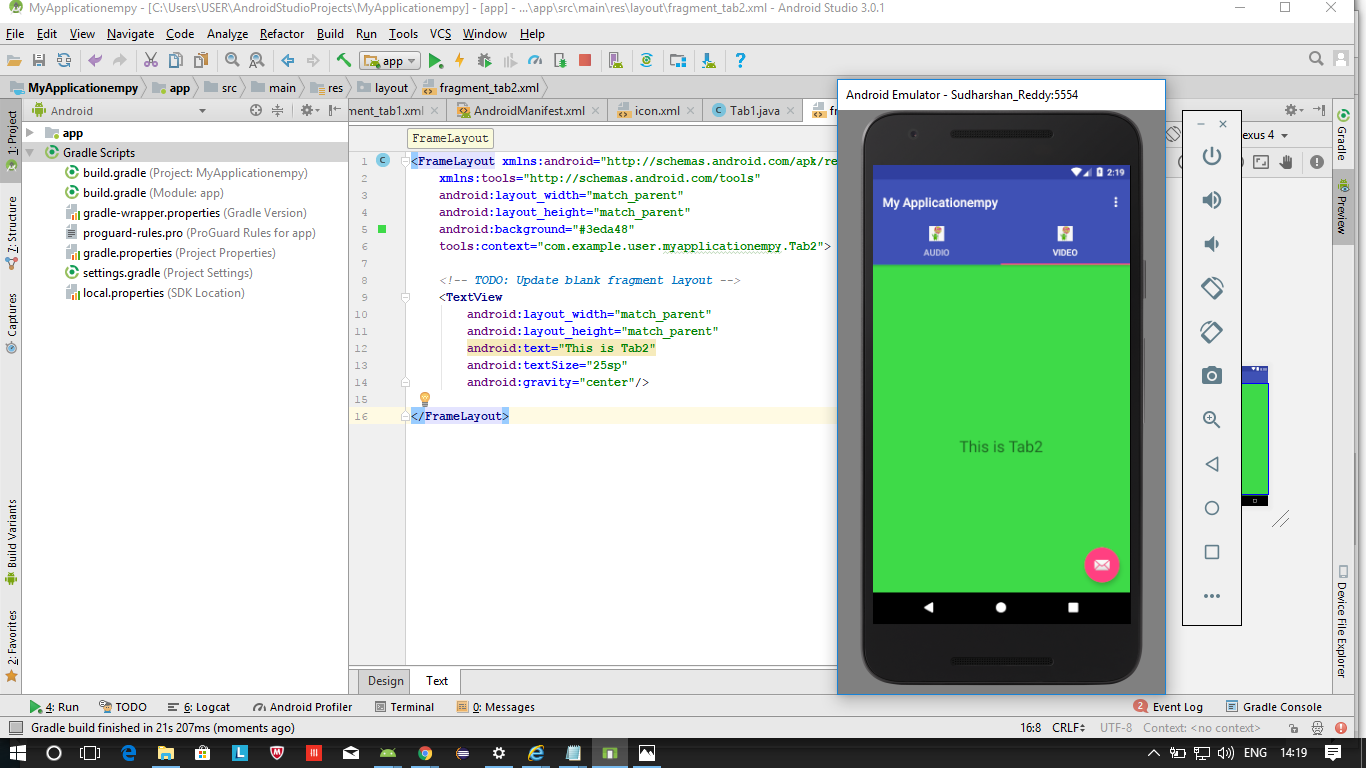 MyApplicationempy - [C:\Users\USER\AndroidStudioProjects\MyApplicationempy] - [app] - ...\app\src\main\res\layout\fragment_tab2.xml - Android Studio 3.0.1
File Edit View Navigate Code Analyze Refactor Build Run Tools VCS Window Help
app
MyApplicationempy app src main res layout fragment_tab2.xml
Android
ment_tab1.xml AndroidManifest.xml icon.xml Tab1.java
1: Project
7: Structure
Captures
Build Variants
2: Favorites
app
Gradle Scripts
build.gradle (Project: MyApplicationempy)
build.gradle (Module: app)
gradle-wrapper.properties (Gradle Version)
proguard-rules.pro (ProGuard Rules for app)
gradle.properties (Project Properties)
settings.gradle (Project Settings)
local.properties (SDK Location)
FrameLayout
1 <FrameLayout xmlns:android="http://schemas.android.com/apk/re
2 xmlns:tools="http://schemas.android.com/tools"
3 android:layout_width="match_parent"
4 android:layout_height="match_parent"
5 android:background="#3eda48"
6 tools:context="com.example.user.myapplicationempy.Tab2">
7
8 <!-- TODO: Update blank fragment layout -->
9 <TextView
10 android:layout_width="match_parent"
11 android:layout_height="match_parent"
12 android:text="This is Tab2"
13 android:textSize="25sp"
14 android:gravity="center"/>
15
16 </FrameLayout>
Design Text
Android Emulator - Sudharshan_Reddy:5554
2:19
My Applicationempy
AUDIO VIDEO
This is Tab2
exus 4
Gradle
Preview
Device File Explorer
4: Run TODO 6: Logcat Android Profiler Terminal 0: Messages 2 Event Log Gradle Console
Gradle build finished in 21s 207ms (moments ago) 16:8 CRLF UTF-8 Context: <no context>
L
ENG 14:19